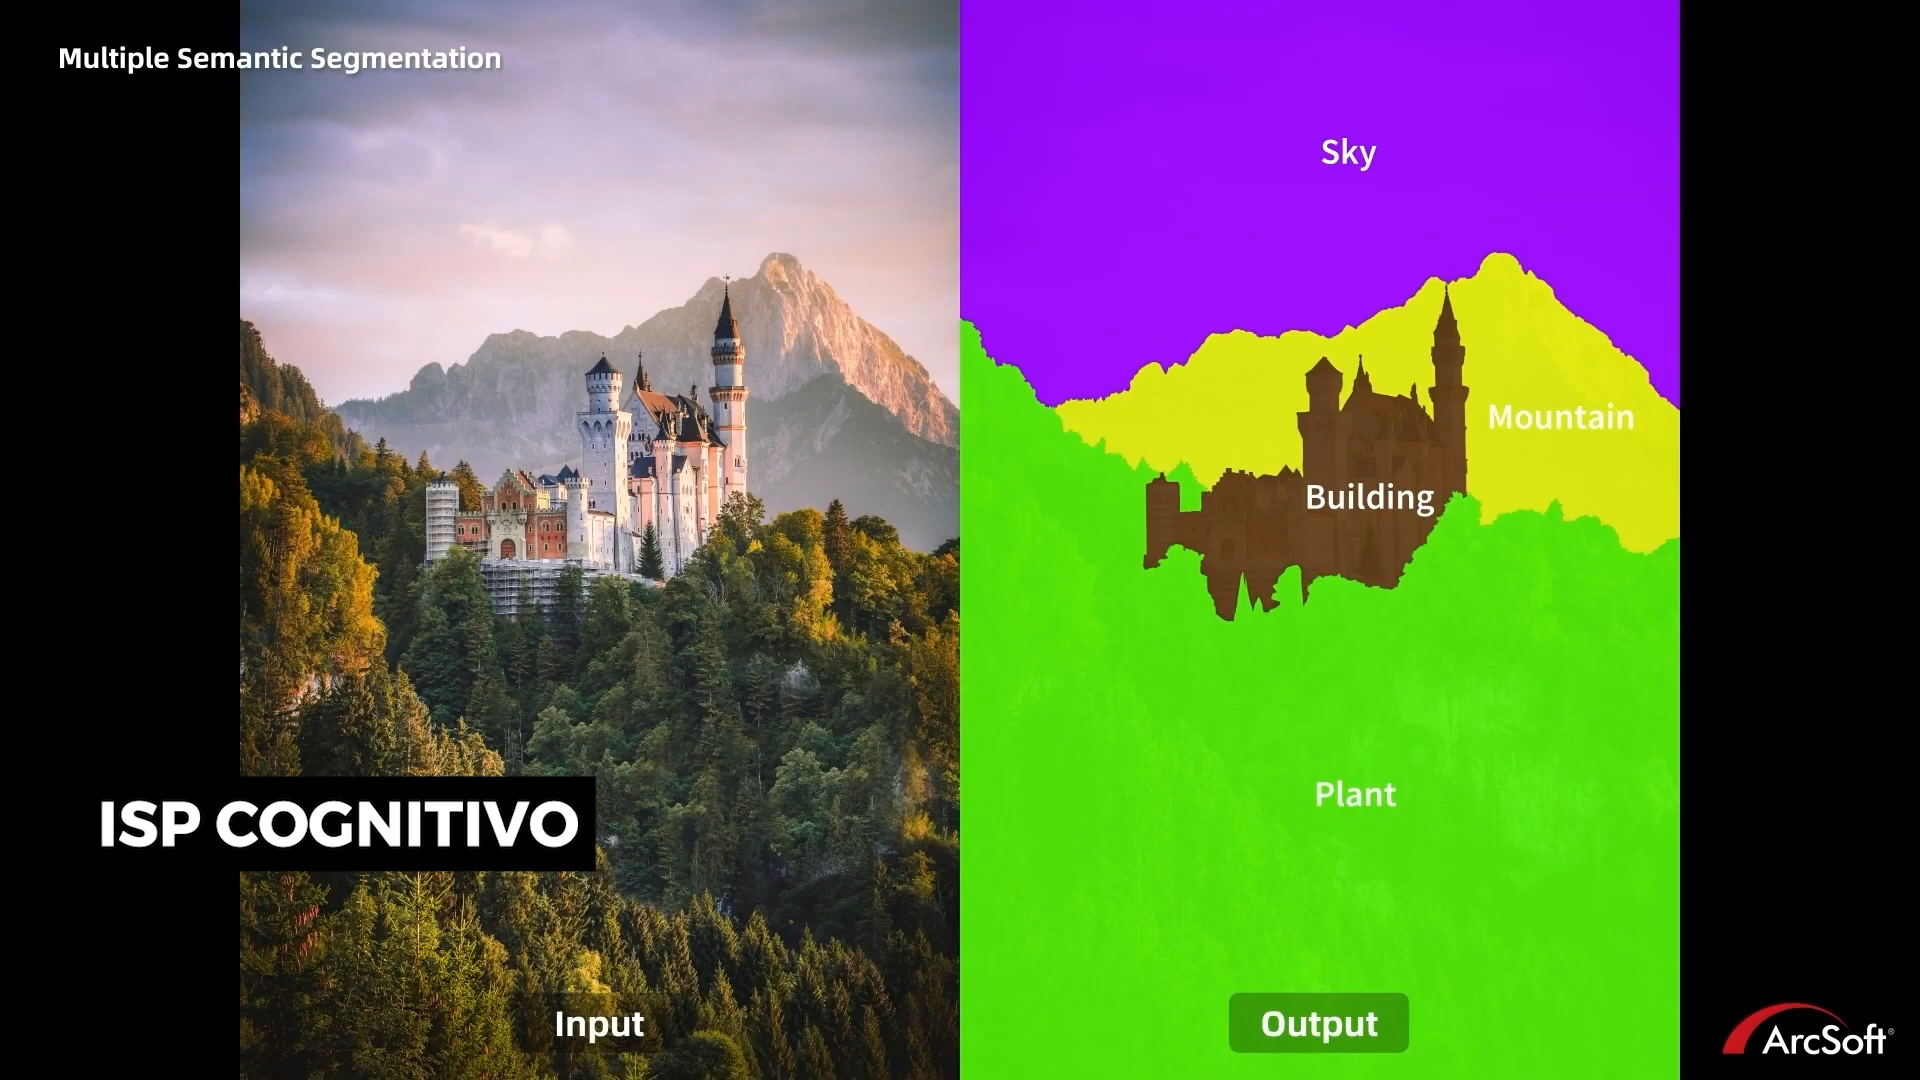 Multiple Semantic Segmentation
Sky
Mountain
Building
Plant
ISP COGNITIVO
Input
Output
ArcSoft®